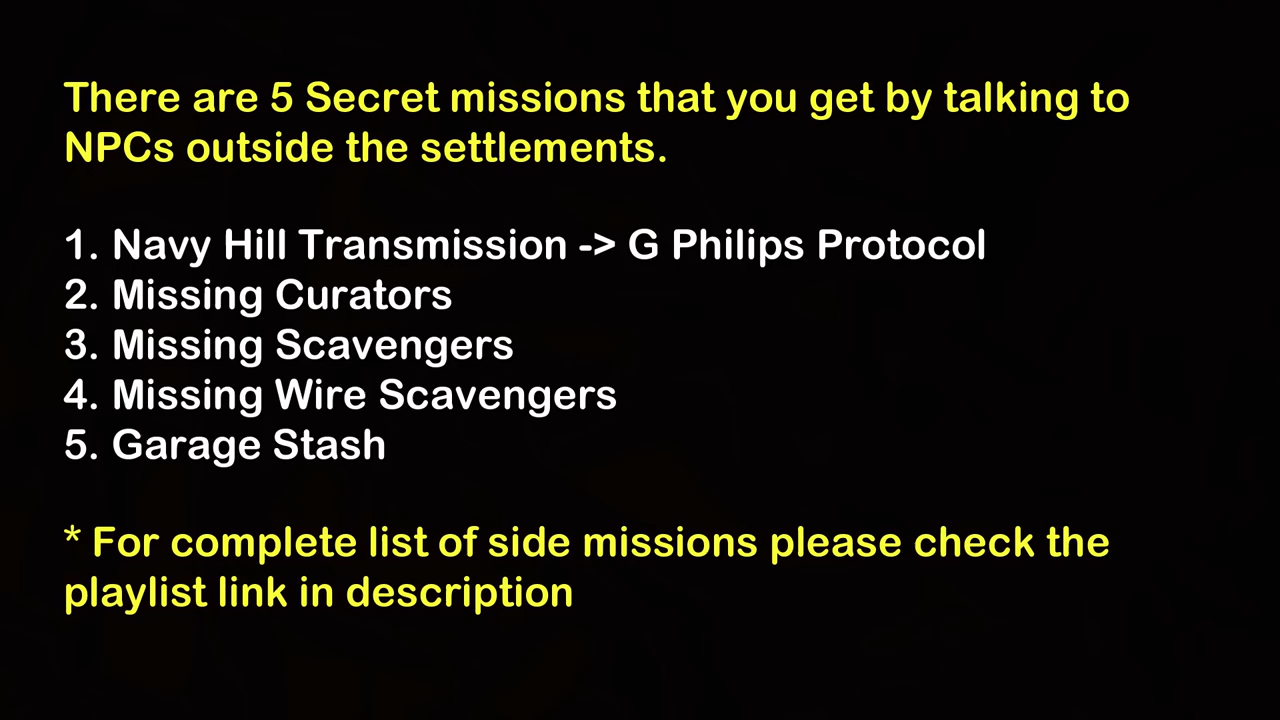 There are 5 Secret missions that you get by talking to
NPCs outside the settlements.
1. Navy Hill Transmission -> G Philips Protocol
2. Missing Curators
3. Missing Scavengers
4. Missing Wire Scavengers
5. Garage Stash
* For complete list of side missions please check the
playlist link in description